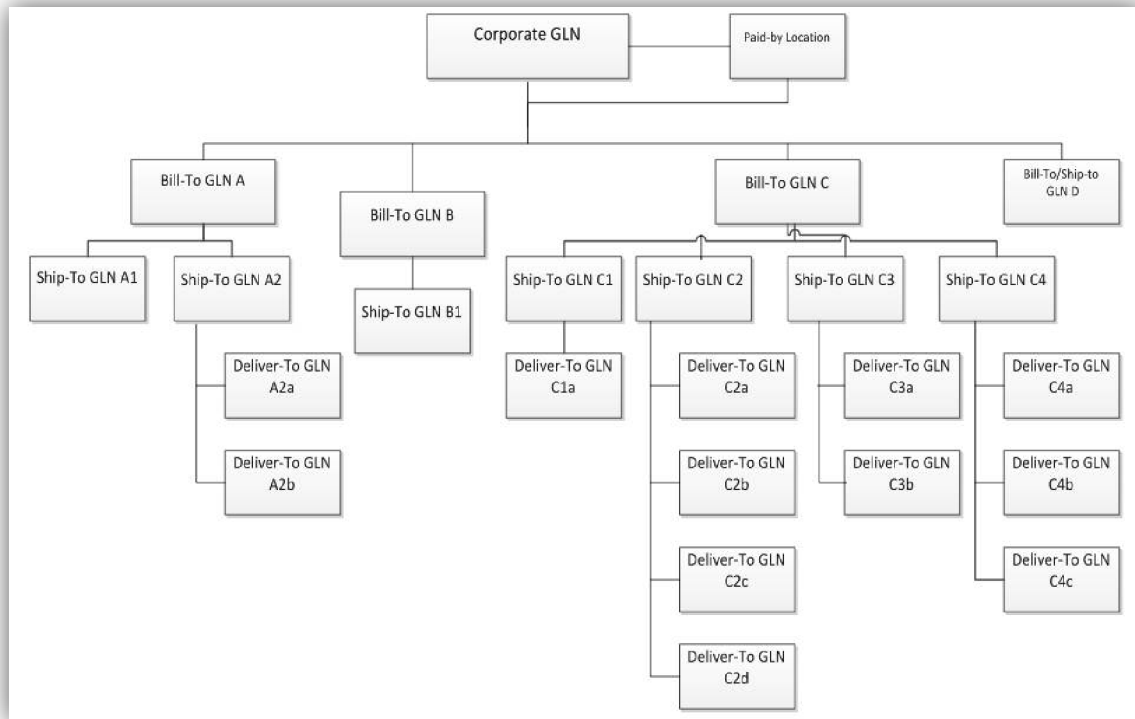 Corporate GLN
Paid-by Location
Bill-To GLN A
Bill-To GLN B
Bill-To GLN C
Bill-To/Ship-to
GLN D
Ship-To GLN A1
Ship-To GLN A2
Ship-To GLN B1
Ship-To GLN C1
Ship-To GLN C2
Ship-To GLN C3
Ship-To GLN C4
Deliver-To GLN
A2a
Deliver-To GLN
A2b
Deliver-To GLN
C1a
Deliver-To GLN
C2a
Deliver-To GLN
C2b
Deliver-To GLN
C2c
Deliver-To GLN
C2d
Deliver-To GLN
C3a
Deliver-To GLN
C3b
Deliver-To GLN
C4a
Deliver-To GLN
C4b
Deliver-To GLN
C4c